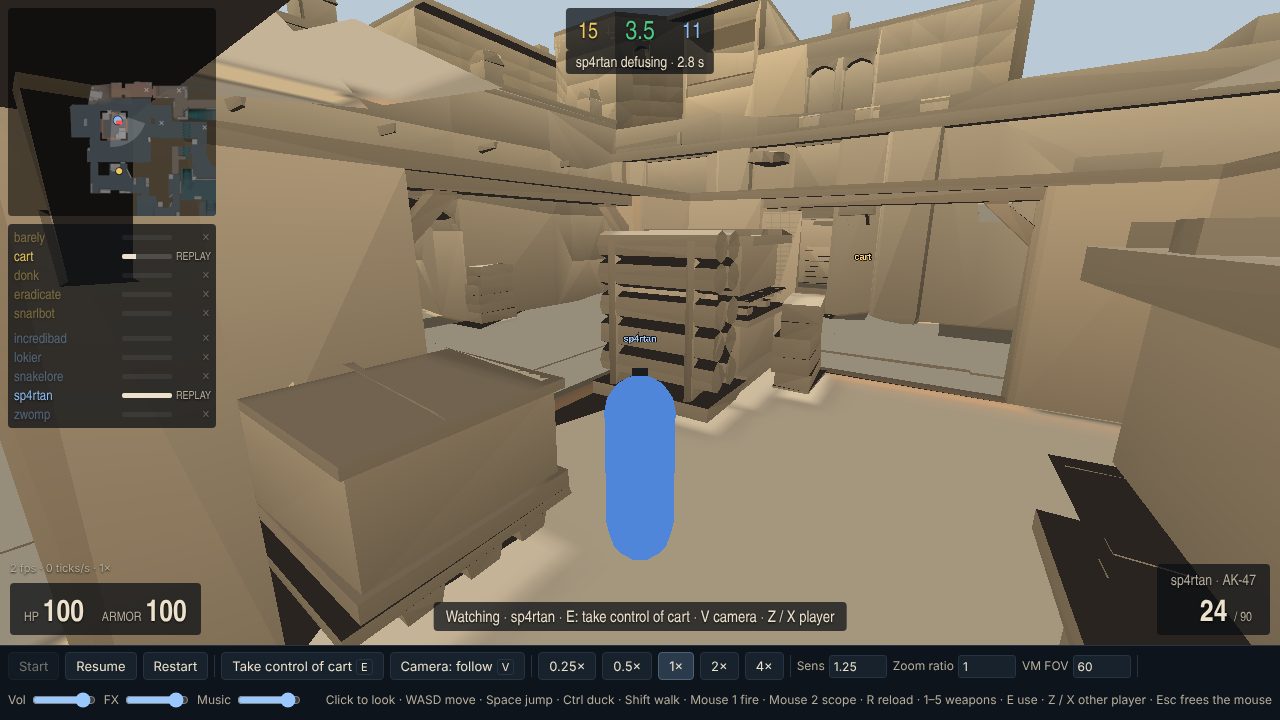 15 3.5 11
sp4rtan defusing · 2.8 s
barely ×
cart REPLAY
donk ×
eradicate ×
snarlbot ×
incredibad ×
lokier ×
snakelore ×
sp4rtan REPLAY
zwomp ×
cart
sp4rtan
2 fps · 0 ticks/s · 1×
HP 100 ARMOR 100
Watching · sp4rtan · E: take control of cart · V camera · Z / X player
sp4rtan · AK-47
24 / 90
Start Resume Restart Take control of cart E Camera: follow V 0.25× 0.5× 1× 2× 4× Sens 1.25 Zoom ratio 1 VM FOV 60
Vol FX Music Click to look · WASD move · Space jump · Ctrl duck · Shift walk · Mouse 1 fire · Mouse 2 scope · R reload · 1–5 weapons · E use · Z / X other player · Esc frees the mouse